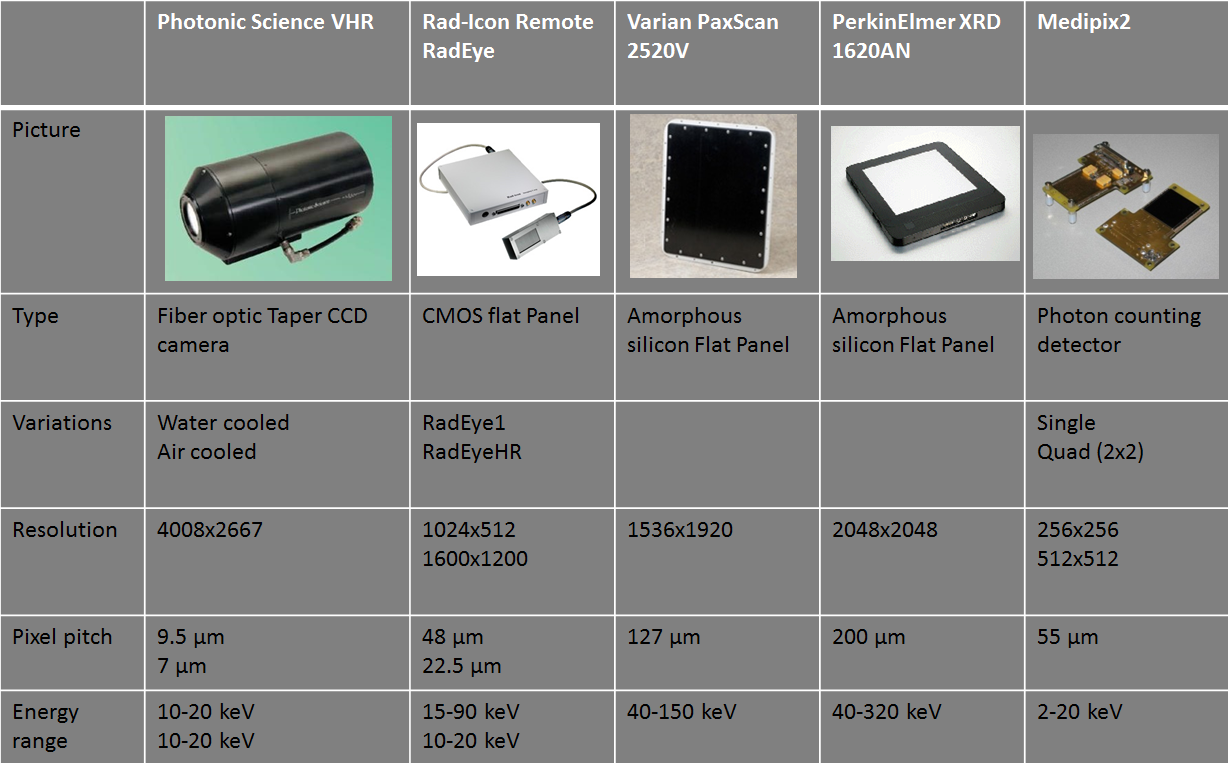 Photonic Science VHR
Rad-Icon Remote
RadEye
Varian PaxScan
2520V
PerkinElmer XRD
1620AN
Medipix2
Picture
Type
Fiber optic Taper CCD
camera
CMOS flat Panel
Amorphous
silicon Flat Panel
Amorphous
silicon Flat Panel
Photon counting
detector
Variations
Water cooled
Air cooled
RadEye1
RadEyeHR
Single
Quad (2x2)
Resolution
4008x2667
1024x512
1600x1200
1536x1920
2048x2048
256x256
512x512
Pixel pitch
9.5 µm
7 µm
48 µm
22.5 µm
127 µm
200 µm
55 µm
Energy
range
10-20 keV
10-20 keV
15-90 keV
10-20 keV
40-150 keV
40-320 keV
2-20 keV